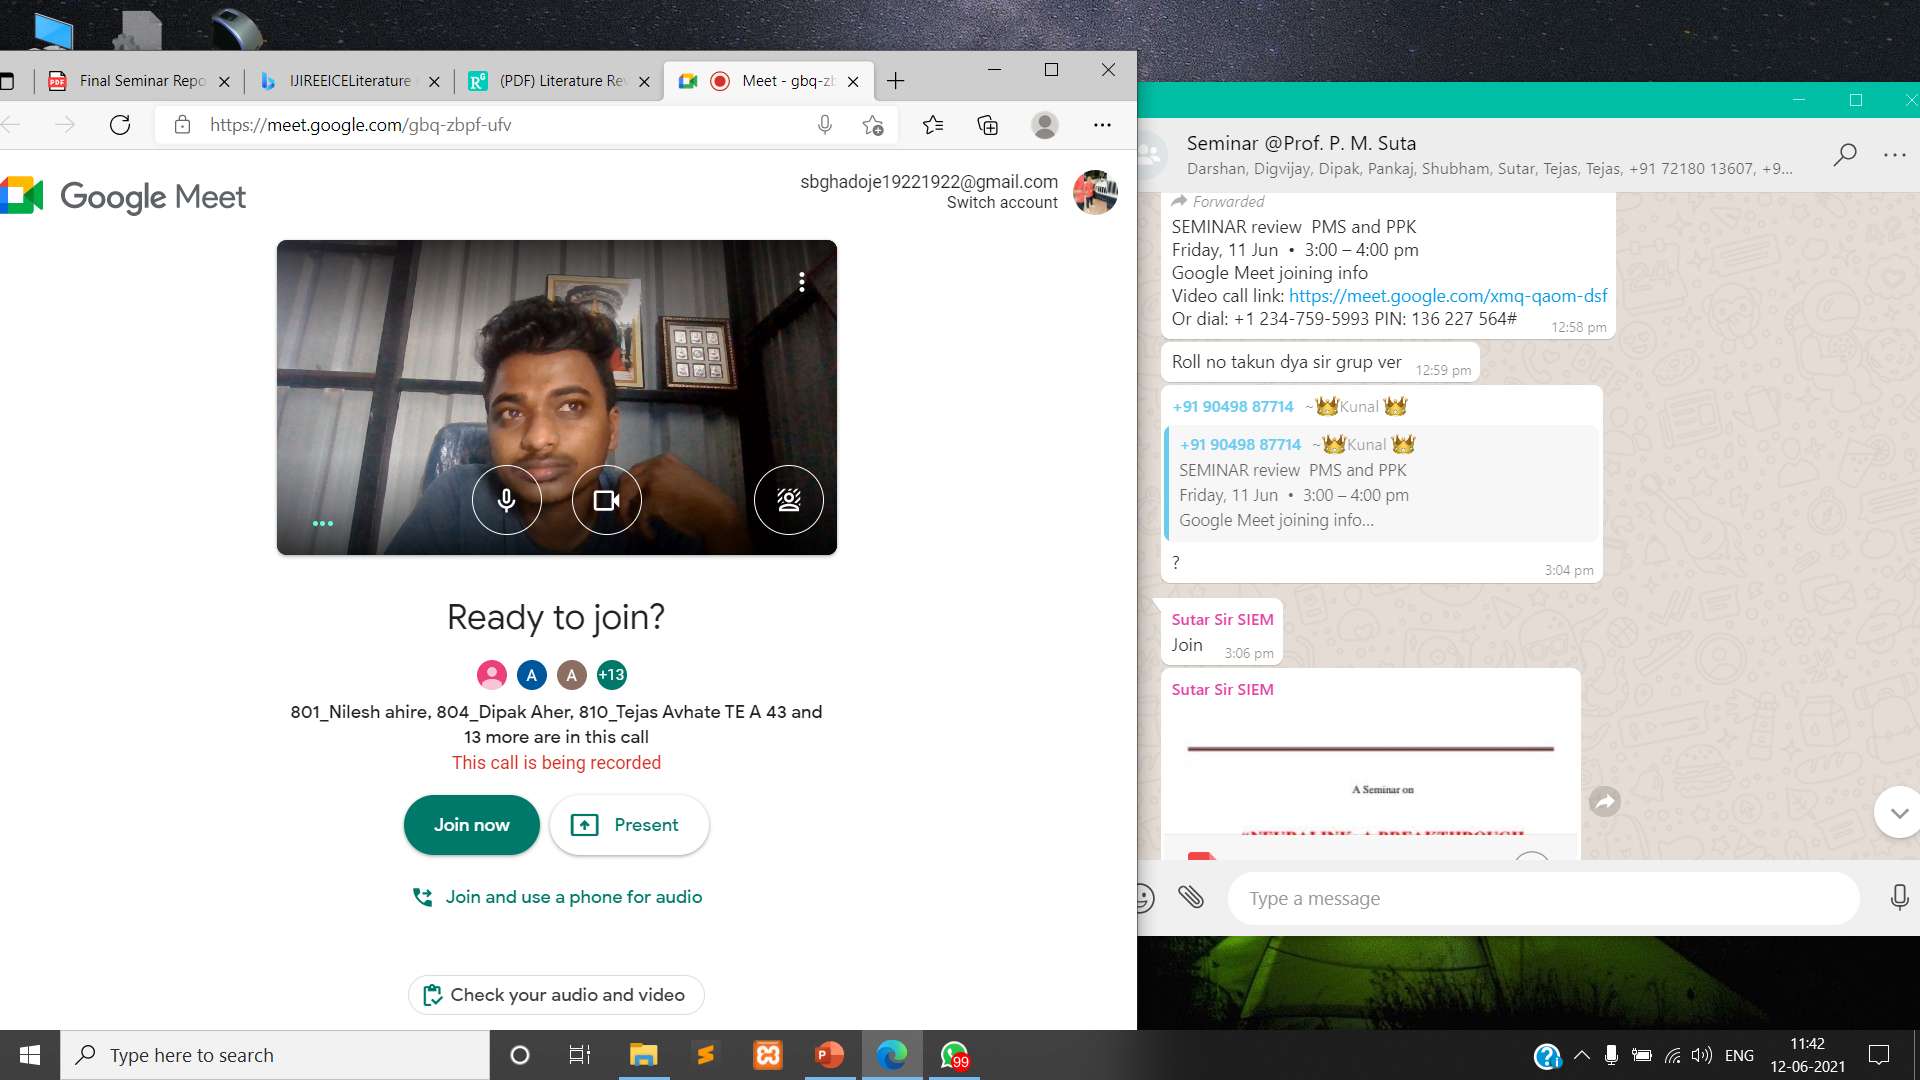 Final Seminar Repo
IJIREEICELiterature
(PDF) Literature Rev
Meet - gbq-zb
https://meet.google.com/gbq-zbpf-ufv
Google Meet
sbghadoje19221922@gmail.com
Switch account
Ready to join?
A A +13
801_Nilesh ahire, 804_Dipak Aher, 810_Tejas Avhate TE A 43 and
13 more are in this call
This call is being recorded
Join now
Present
Join and use a phone for audio
Check your audio and video
Seminar @Prof. P. M. Suta
Darshan, Digvijay, Dipak, Pankaj, Shubham, Sutar, Tejas, Tejas, +91 72180 13607, +9...
Forwarded
SEMINAR review PMS and PPK
Friday, 11 Jun • 3:00 – 4:00 pm
Google Meet joining info
Video call link: https://meet.google.com/xmq-qaom-dsf
Or dial: +1 234-759-5993 PIN: 136 227 564#
12:58 pm
Roll no takun dya sir grup ver 12:59 pm
+91 90498 87714 ~👑Kunal 👑
+91 90498 87714 ~👑Kunal 👑
SEMINAR review PMS and PPK
Friday, 11 Jun • 3:00 – 4:00 pm
Google Meet joining info...
?
3:04 pm
Sutar Sir SIEM
Join 3:06 pm
Sutar Sir SIEM
A Seminar on
"NEURALINK: A BREAKTHROUGH
Type a message
Type here to search
99
ENG
11:42
12-06-2021